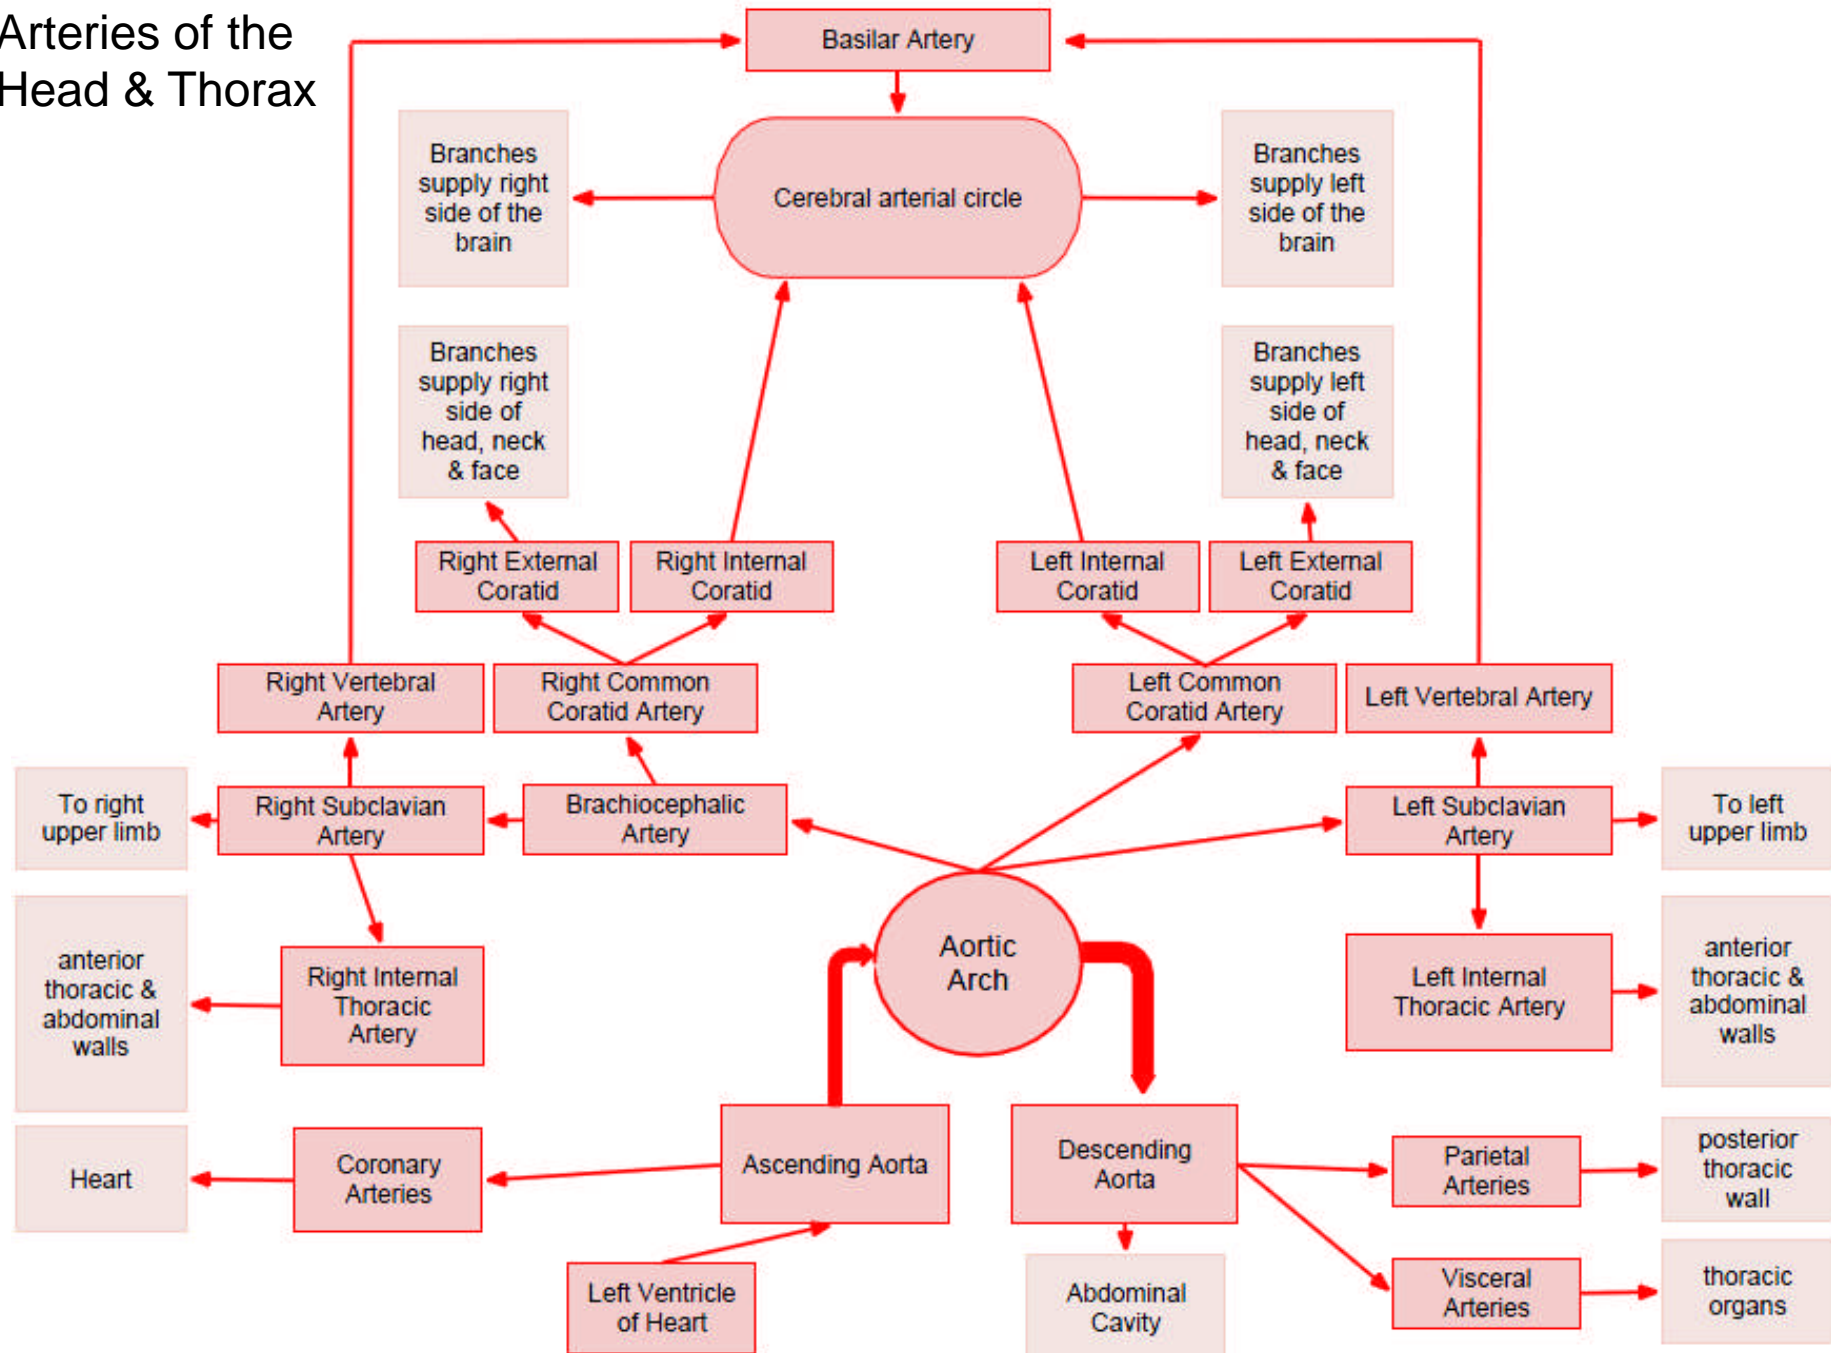 Arteries of the
Head & Thorax
Basilar Artery
Branches
supply right
side of the
brain
Cerebral arterial circle
Branches
supply left
side of the
brain
Branches
supply right
side of
head, neck
& face
Branches
supply left
side of
head, neck
& face
Right External
Coratid
Right Internal
Coratid
Left Internal
Coratid
Left External
Coratid
Right Vertebral
Artery
Right Common
Coratid Artery
Left Common
Coratid Artery
Left Vertebral Artery
To right
upper limb
Right Subclavian
Artery
Brachiocephalic
Artery
Left Subclavian
Artery
To left
upper limb
anterior
thoracic &
abdominal
walls
Right Internal
Thoracic
Artery
Aortic
Arch
Left Internal
Thoracic Artery
anterior
thoracic &
abdominal
walls
Heart
Coronary
Arteries
Ascending Aorta
Descending
Aorta
Parietal
Arteries
posterior
thoracic
wall
Left Ventricle
of Heart
Abdominal
Cavity
Visceral
Arteries
thoracic
organs